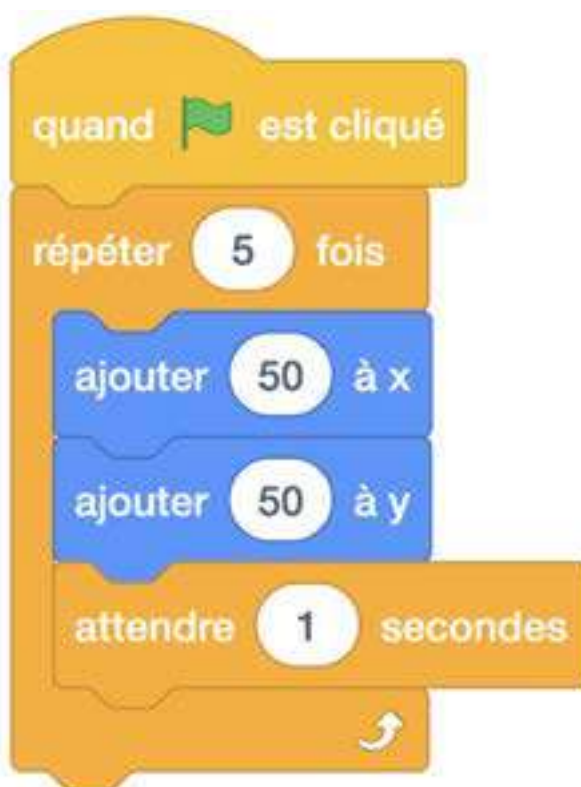 quand est cliqué
répéter 5 fois
ajouter 50 à x
ajouter 50 à y
attendre 1 secondes